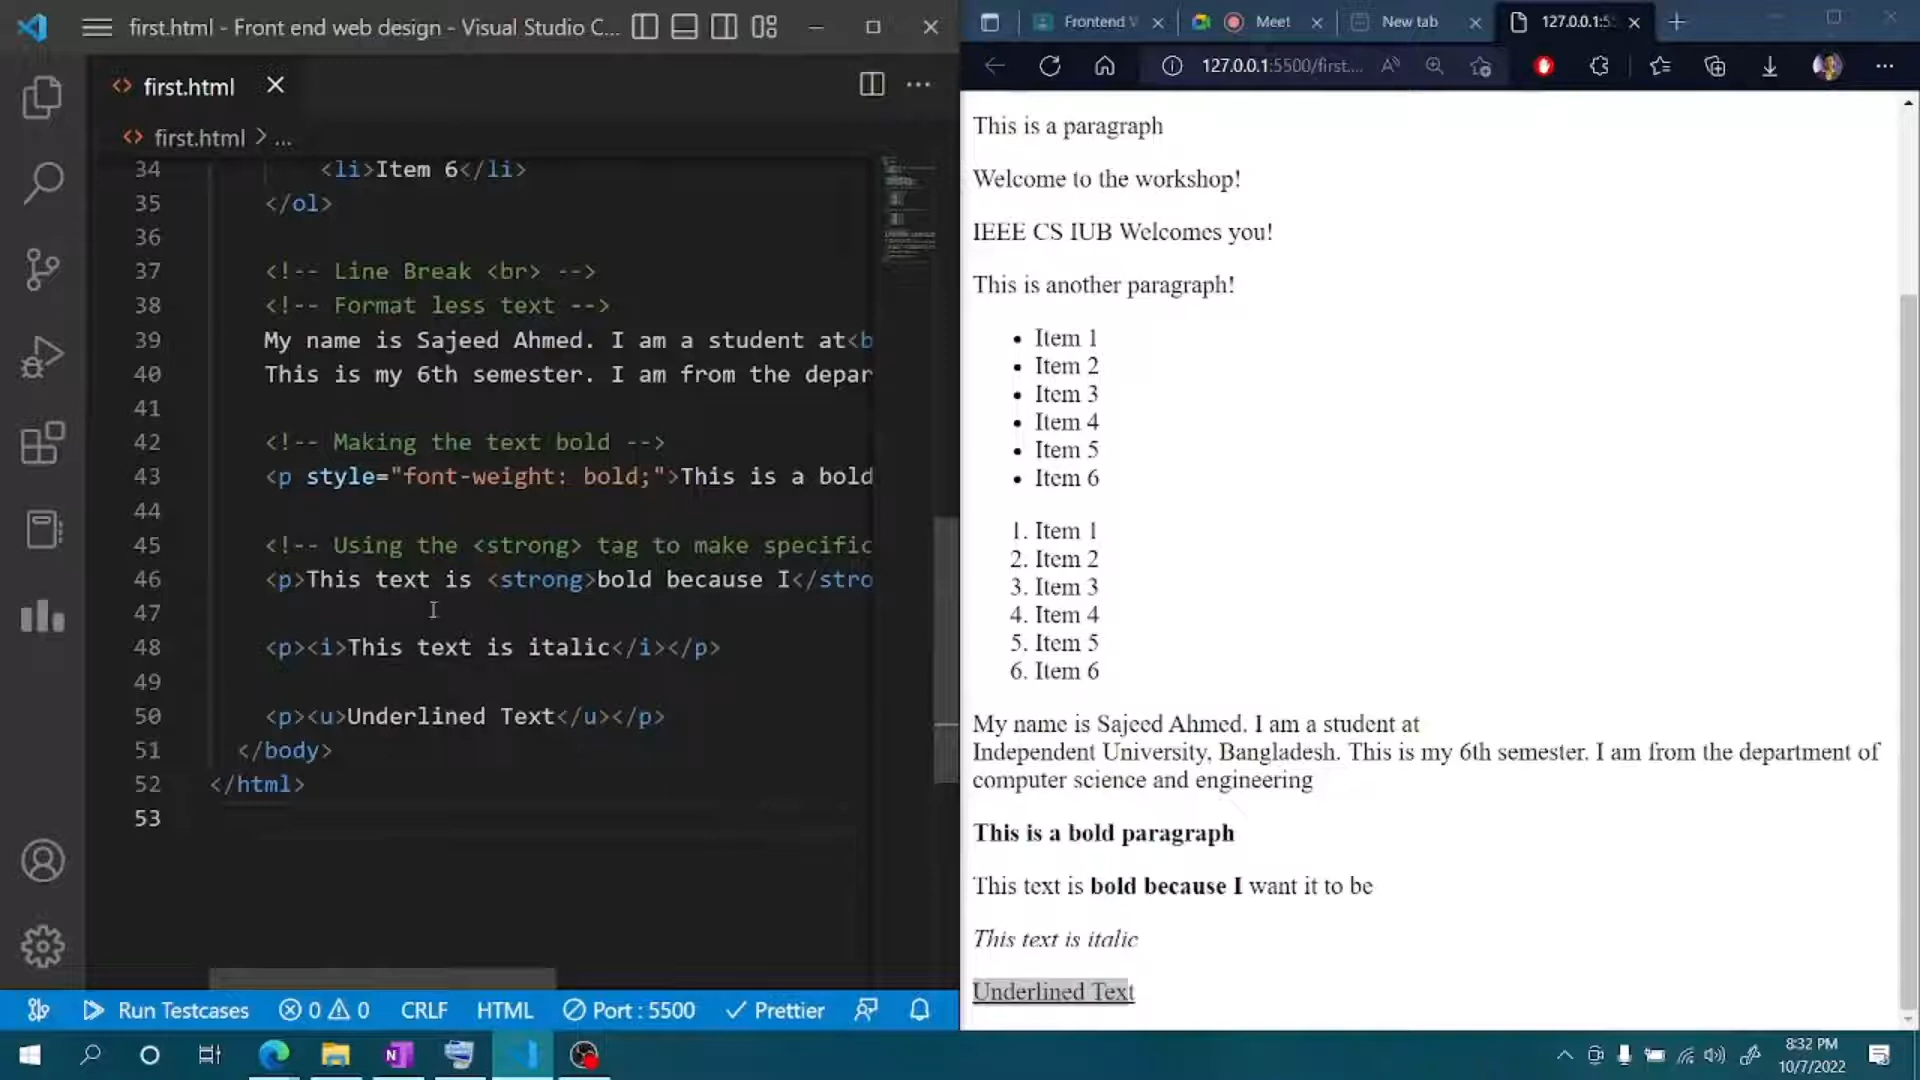 first.html - Front end web design - Visual Studio C...
first.html
first.html > ...
34 <li>Item 6</li>
35 </ol>
36
37 <!-- Line Break <br> -->
38 <!-- Format less text -->
39 My name is Sajeed Ahmed. I am a student at<b
40 This is my 6th semester. I am from the depar
41
42 <!-- Making the text bold -->
43 <p style="font-weight: bold;">This is a bold
44
45 <!-- Using the <strong> tag to make specific
46 <p>This text is <strong>bold because I</stro
47
48 <p><i>This text is italic</i></p>
49
50 <p><u>Underlined Text</u></p>
51 </body>
52 </html>
53
Run Testcases 0 0 CRLF HTML Port : 5500 Prettier
Frontend Meet New tab 127.0.0.1:5
127.0.0.1:5500/first....
This is a paragraph
Welcome to the workshop!
IEEE CS IUB Welcomes you!
This is another paragraph!
• Item 1
• Item 2
• Item 3
• Item 4
• Item 5
• Item 6
1. Item 1
2. Item 2
3. Item 3
4. Item 4
5. Item 5
6. Item 6
My name is Sajeed Ahmed. I am a student at
Independent University, Bangladesh. This is my 6th semester. I am from the department of
computer science and engineering
This is a bold paragraph
This text is bold because I want it to be
This text is italic
Underlined Text
8:32 PM
10/7/2022